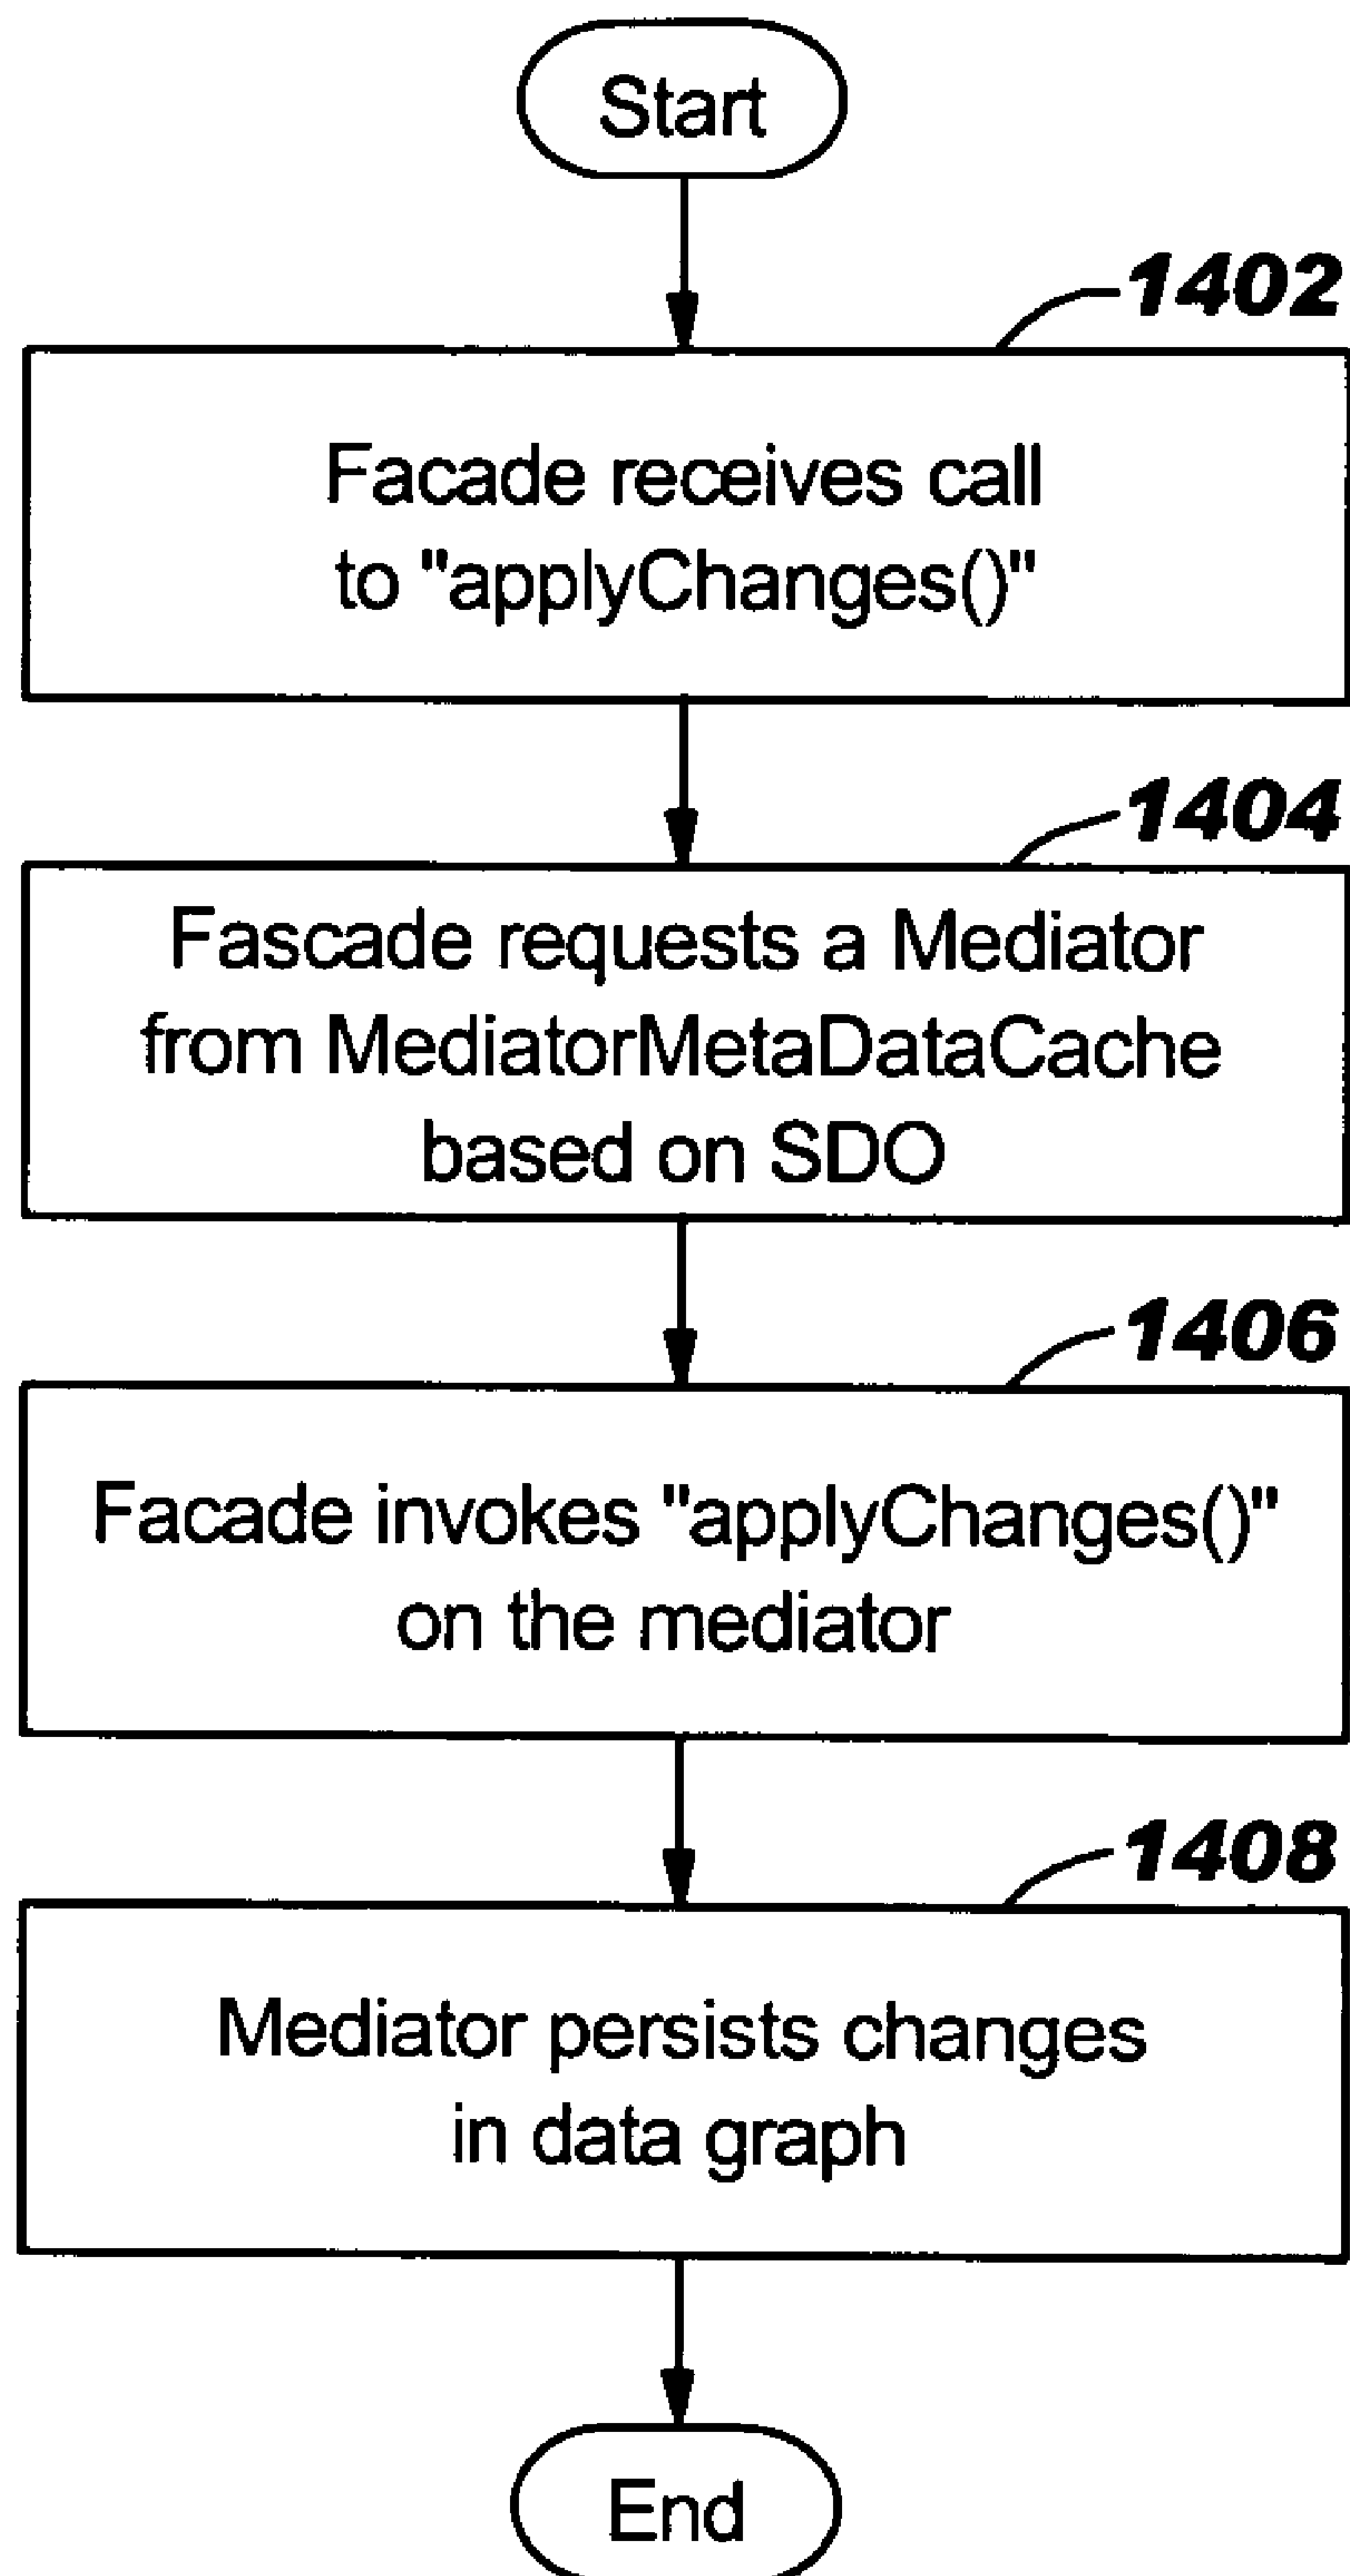 Start
1402
Facade receives call
to "applyChanges()"
1404
Fascade requests a Mediator
from MediatorMetaDataCache
based on SDO
1406
Facade invokes "applyChanges()"
on the mediator
1408
Mediator persists changes
in data graph
End